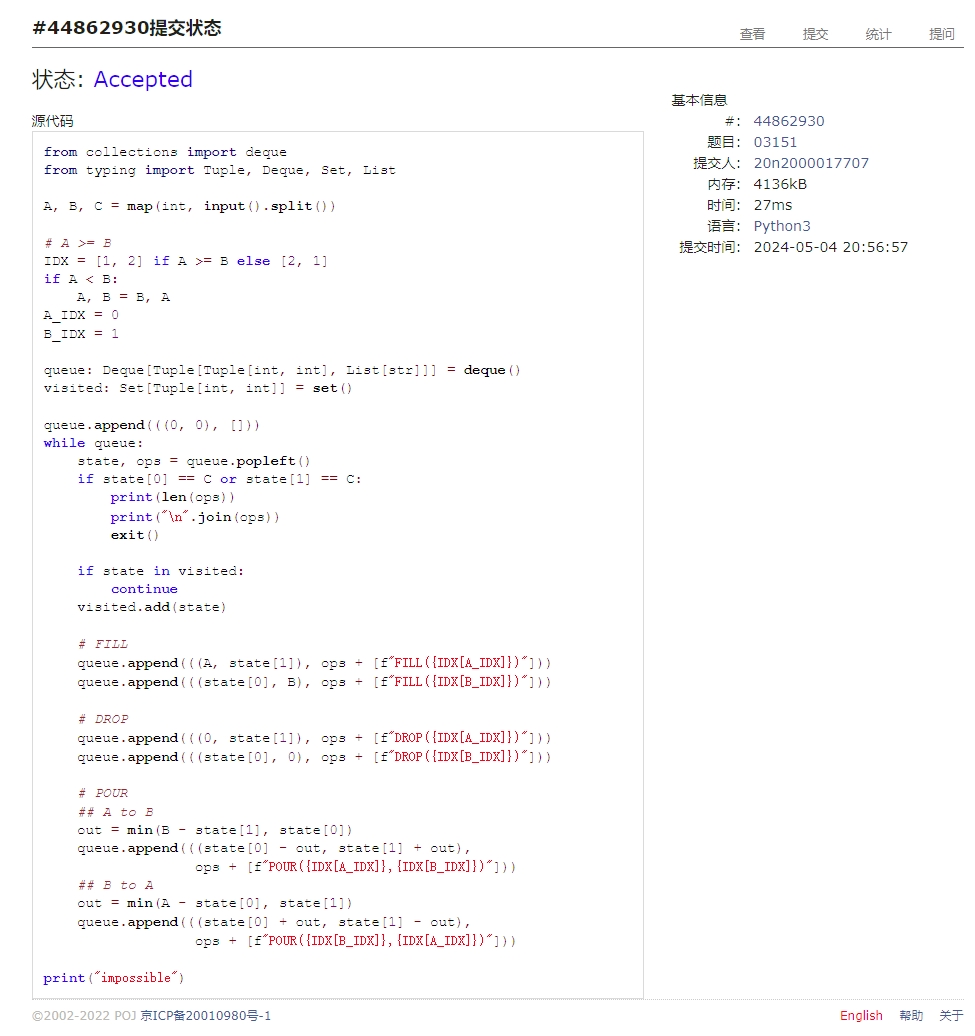 #44862930提交状态
查看 提交 统计 提问
状态: Accepted
源代码
from collections import deque
from typing import Tuple, Deque, Set, List

A, B, C = map(int, input().split())

# A >= B
IDX = [1, 2] if A >= B else [2, 1]
if A < B:
    A, B = B, A
A_IDX = 0
B_IDX = 1

queue: Deque[Tuple[Tuple[int, int], List[str]]] = deque()
visited: Set[Tuple[int, int]] = set()

queue.append(((0, 0), []))
while queue:
    state, ops = queue.popleft()
    if state[0] == C or state[1] == C:
        print(len(ops))
        print("\n".join(ops))
        exit()

    if state in visited:
        continue
    visited.add(state)

    # FILL
    queue.append(((A, state[1]), ops + [f"FILL({IDX[A_IDX]})"]))
    queue.append(((state[0], B), ops + [f"FILL({IDX[B_IDX]})"]))

    # DROP
    queue.append(((0, state[1]), ops + [f"DROP({IDX[A_IDX]})"]))
    queue.append(((state[0], 0), ops + [f"DROP({IDX[B_IDX]})"]))

    # POUR
    ## A to B
    out = min(B - state[1], state[0])
    queue.append(((state[0] - out, state[1] + out),
                  ops + [f"POUR({IDX[A_IDX]},{IDX[B_IDX]})"]))
    ## B to A
    out = min(A - state[0], state[1])
    queue.append(((state[0] + out, state[1] - out),
                  ops + [f"POUR({IDX[B_IDX]},{IDX[A_IDX]})"]))

print("impossible")
基本信息
#: 44862930
题目: 03151
提交人: 20n2000017707
内存: 4136kB
时间: 27ms
语言: Python3
提交时间: 2024-05-04 20:56:57
©2002-2022 POJ 京ICP备20010980号-1
English 帮助 关于